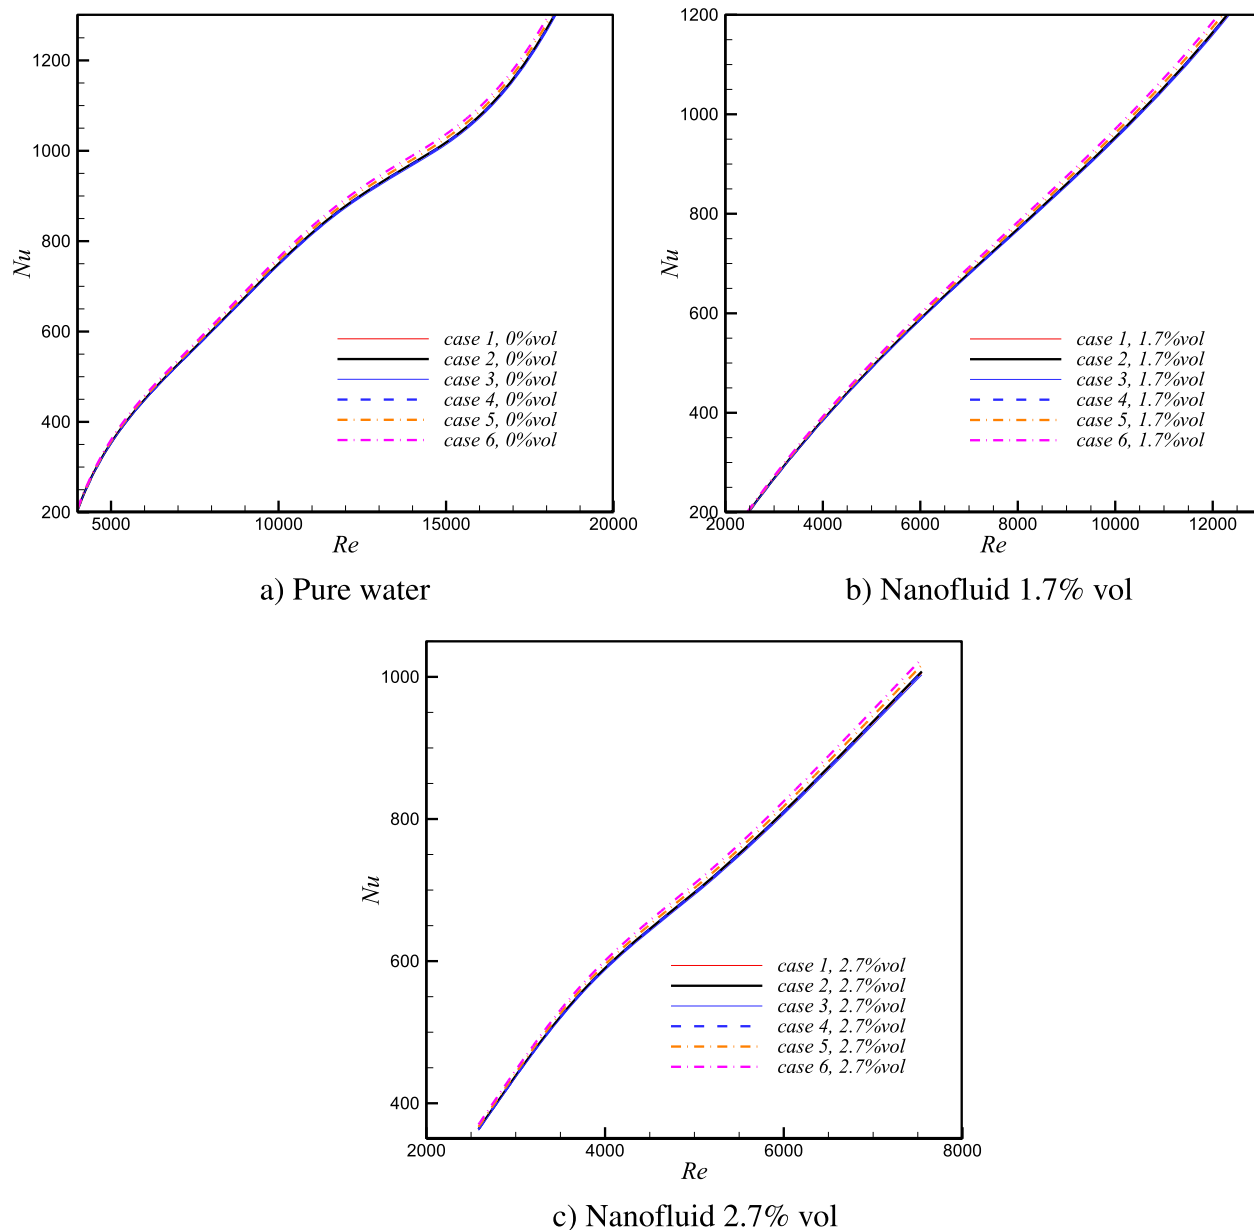 1200
1000
800
600
400
200
Nu
5000 10000 15000 20000
Re
case 1, 0%vol
case 2, 0%vol
case 3, 0%vol
case 4, 0%vol
case 5, 0%vol
case 6, 0%vol
a) Pure water
1200
1000
800
600
400
200
Nu
2000 4000 6000 8000 10000 12000
Re
case 1, 1.7%vol
case 2, 1.7%vol
case 3, 1.7%vol
case 4, 1.7%vol
case 5, 1.7%vol
case 6, 1.7%vol
b) Nanofluid 1.7% vol
1000
800
600
400
Nu
2000 4000 6000 8000
Re
case 1, 2.7%vol
case 2, 2.7%vol
case 3, 2.7%vol
case 4, 2.7%vol
case 5, 2.7%vol
case 6, 2.7%vol
c) Nanofluid 2.7% vol